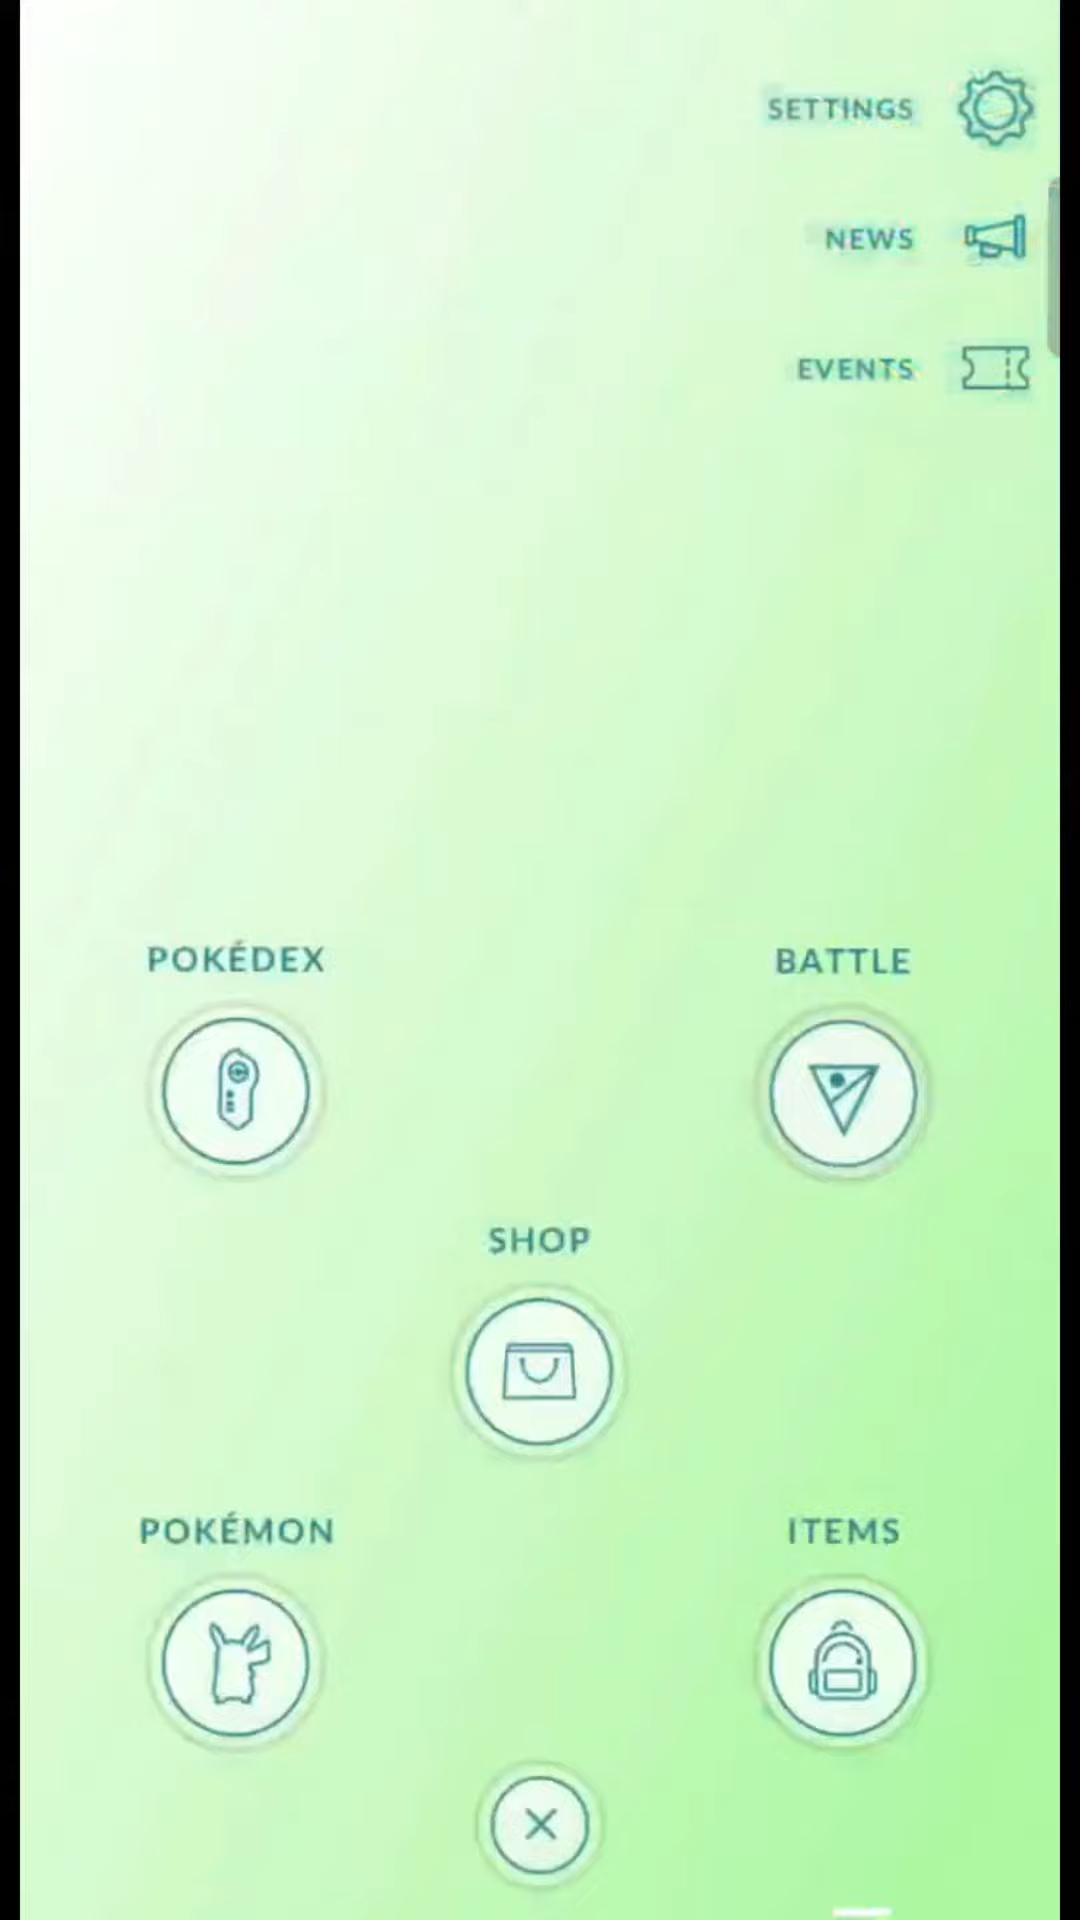 SETTINGS
NEWS
EVENTS
POKÉDEX
BATTLE
SHOP
POKÉMON
ITEMS